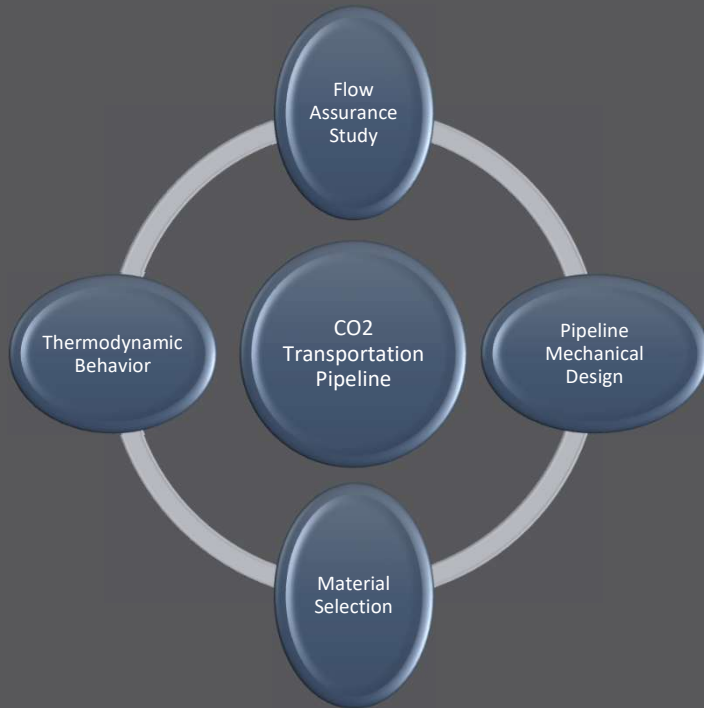 Flow
Assurance
Study
Thermodynamic
Behavior
CO2
Transportation
Pipeline
Pipeline
Mechanical
Design
Material
Selection